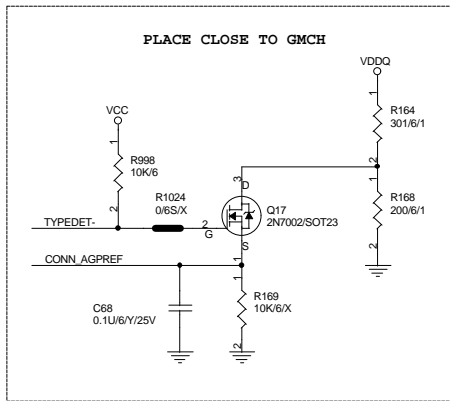 PLACE CLOSE TO GMCH
VDDQ
1
R164
301/6/1
2
VCC
1
R998
10K/6
2
R1024
0/6S/X
3
D
Q17
2N7002/SOT23
1
R168
200/6/1
2
TYPEDET-
2
G
S
CONN_AGPREF
1
1
R169
10K/6/X
2
C68
0.1U/6/Y/25V